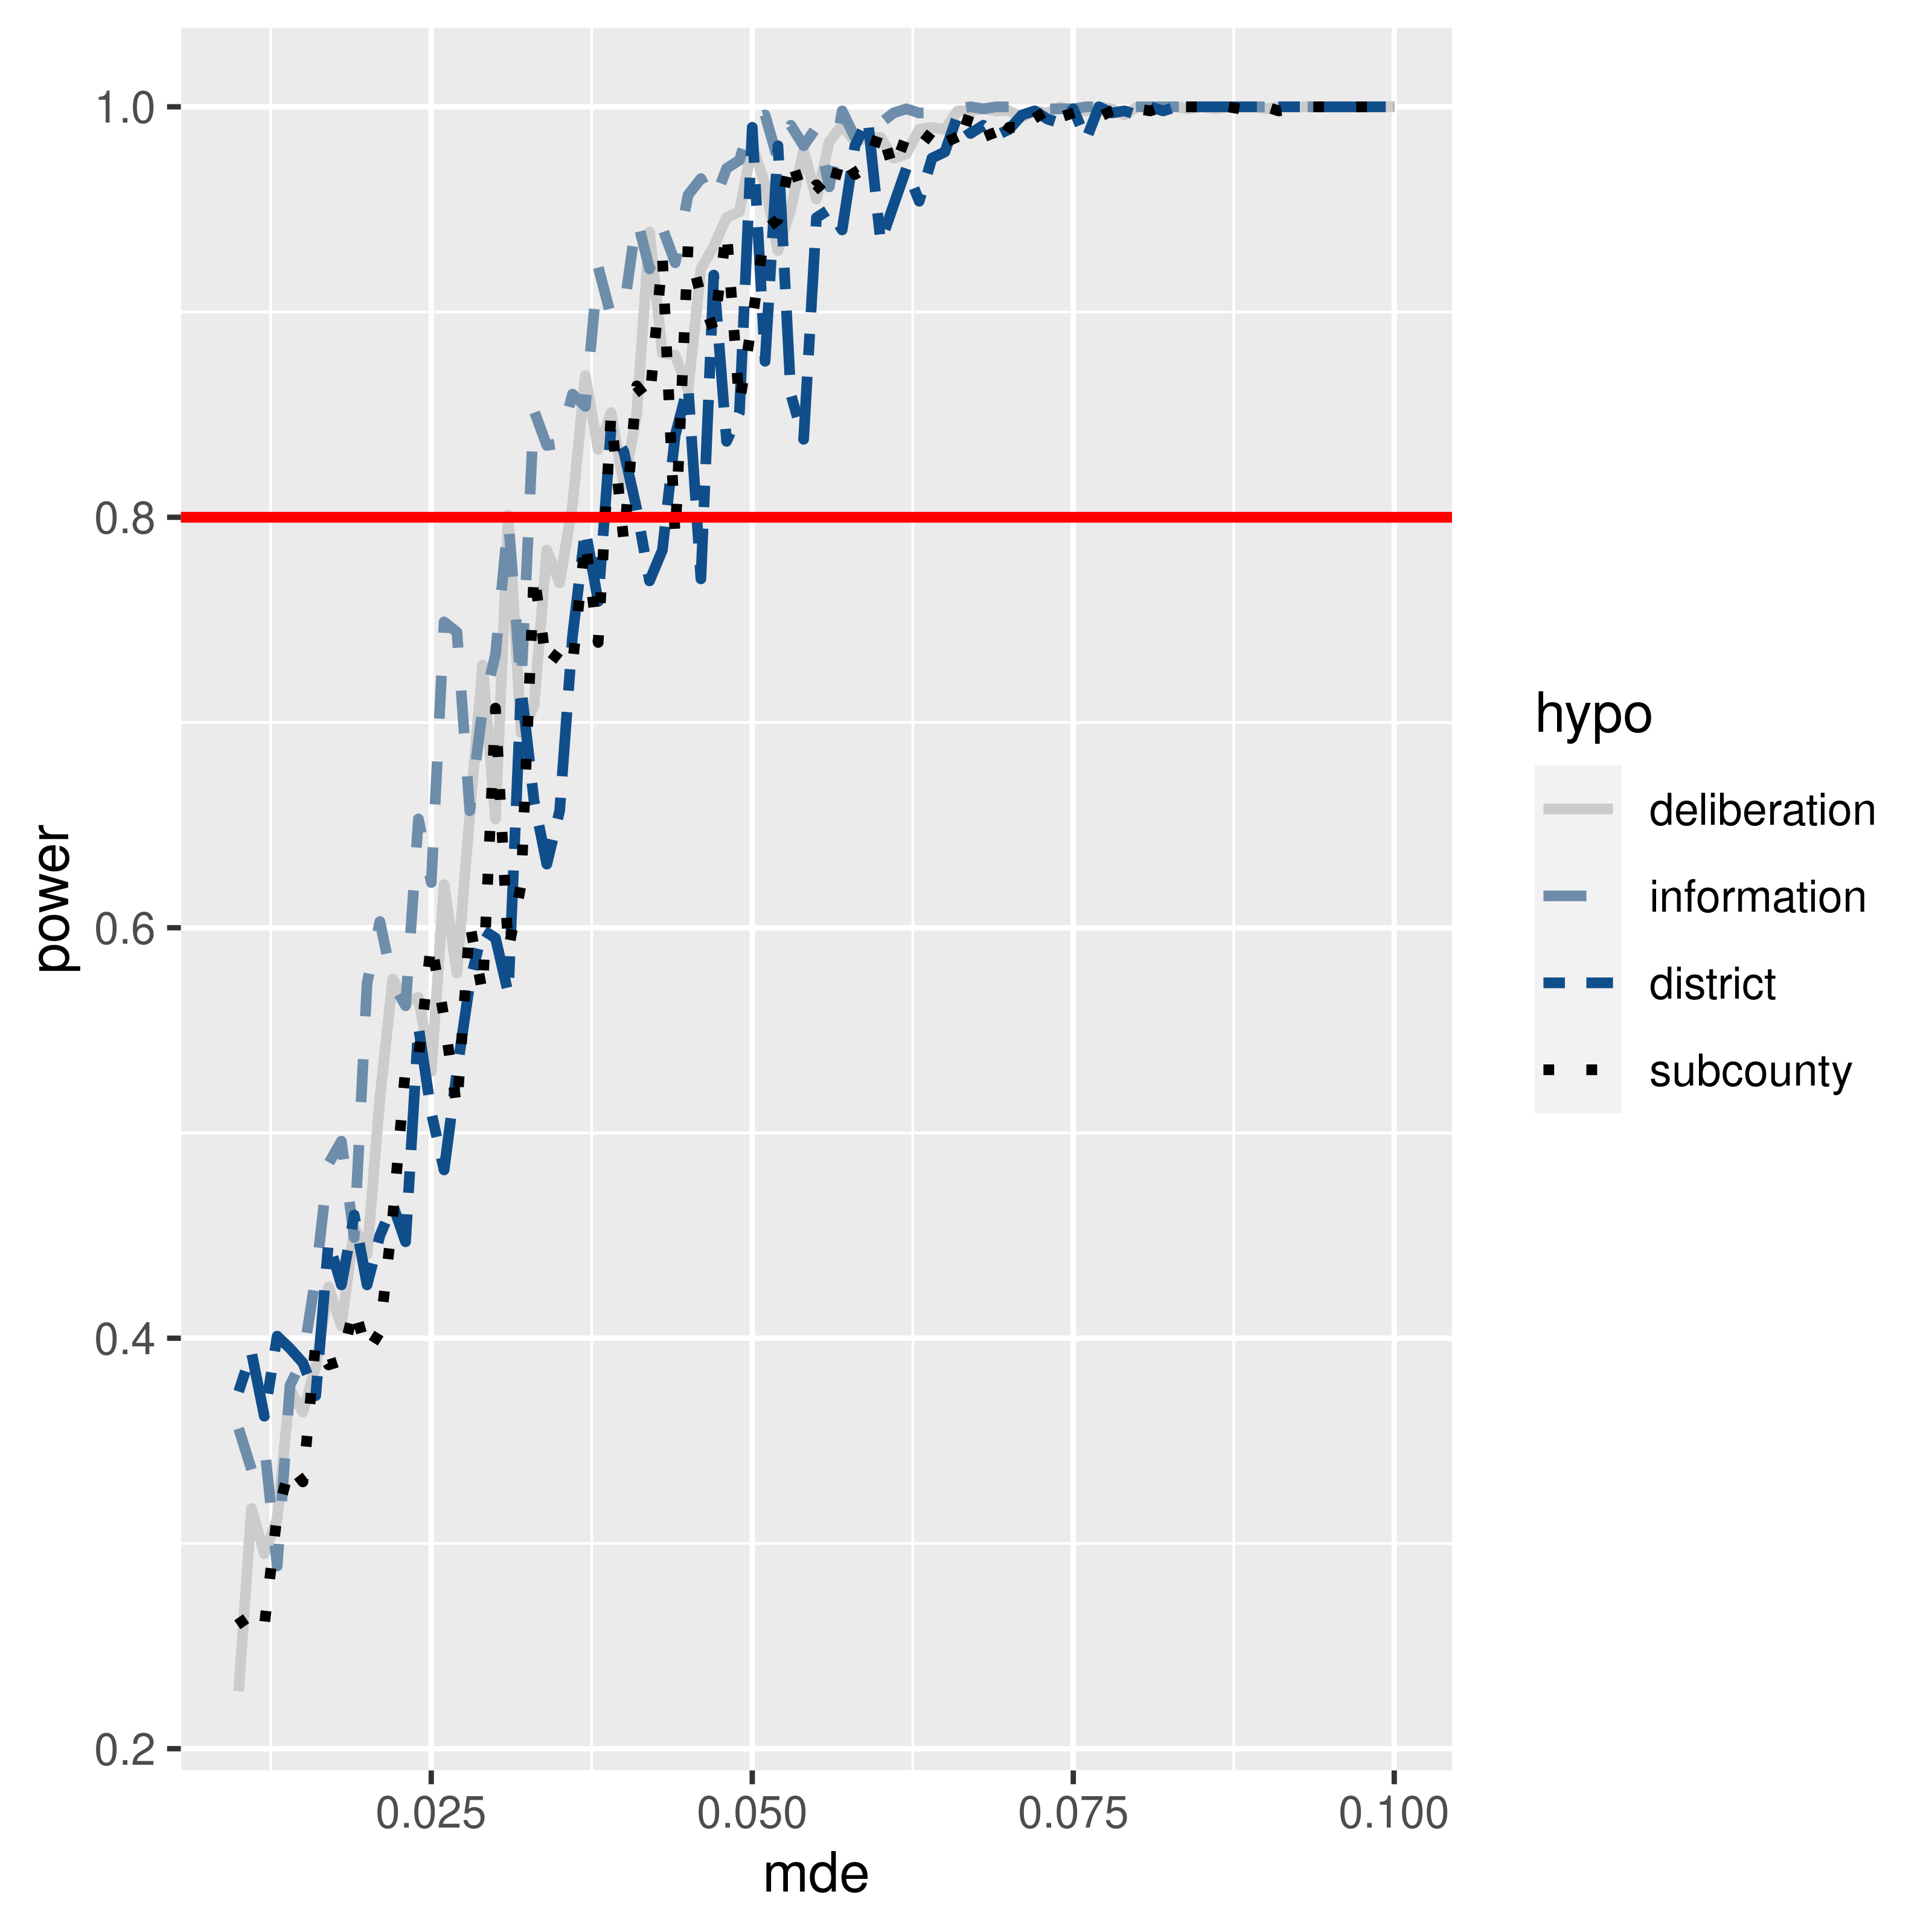 1.0
0.8
0.6
0.4
0.2
power
0.025
0.050
0.075
0.100
mde
hypo
deliberation
information
district
subcounty